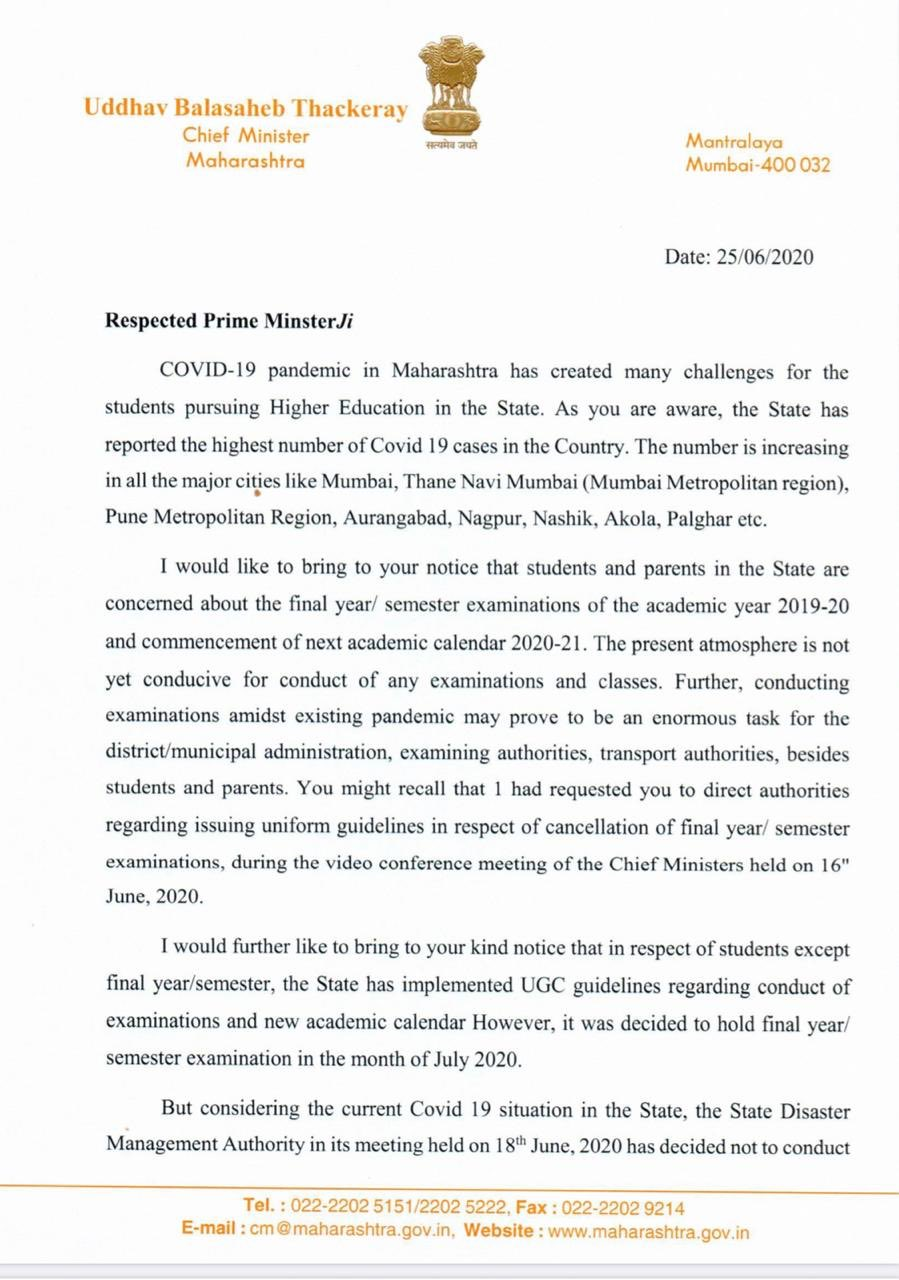 Uddhav Balasaheb Thackeray
Chief Minister
Maharashtra
सत्यमेव जयते
Mantralaya
Mumbai-400 032
Date: 25/06/2020
Respected Prime MinsterJi
COVID-19 pandemic in Maharashtra has created many challenges for the
students pursuing Higher Education in the State. As you are aware, the State has
reported the highest number of Covid 19 cases in the Country. The number is increasing
in all the major cities like Mumbai, Thane Navi Mumbai (Mumbai Metropolitan region),
Pune Metropolitan Region, Aurangabad, Nagpur, Nashik, Akola, Palghar etc.
I would like to bring to your notice that students and parents in the State are
concerned about the final year/ semester examinations of the academic year 2019-20
and commencement of next academic calendar 2020-21. The present atmosphere is not
yet conducive for conduct of any examinations and classes. Further, conducting
examinations amidst existing pandemic may prove to be an enormous task for the
district/municipal administration, examining authorities, transport authorities, besides
students and parents. You might recall that 1 had requested you to direct authorities
regarding issuing uniform guidelines in respect of cancellation of final year/ semester
examinations, during the video conference meeting of the Chief Ministers held on 16"
June, 2020.
I would further like to bring to your kind notice that in respect of students except
final year/semester, the State has implemented UGC guidelines regarding conduct of
examinations and new academic calendar However, it was decided to hold final year/
semester examination in the month of July 2020.
But considering the current Covid 19 situation in the State, the State Disaster
Management Authority in its meeting held on 18th June, 2020 has decided not to conduct
Tel. : 022-2202 5151/2202 5222, Fax : 022-2202 9214
E-mail : cm@maharashtra.gov.in, Website : www.maharashtra.gov.in